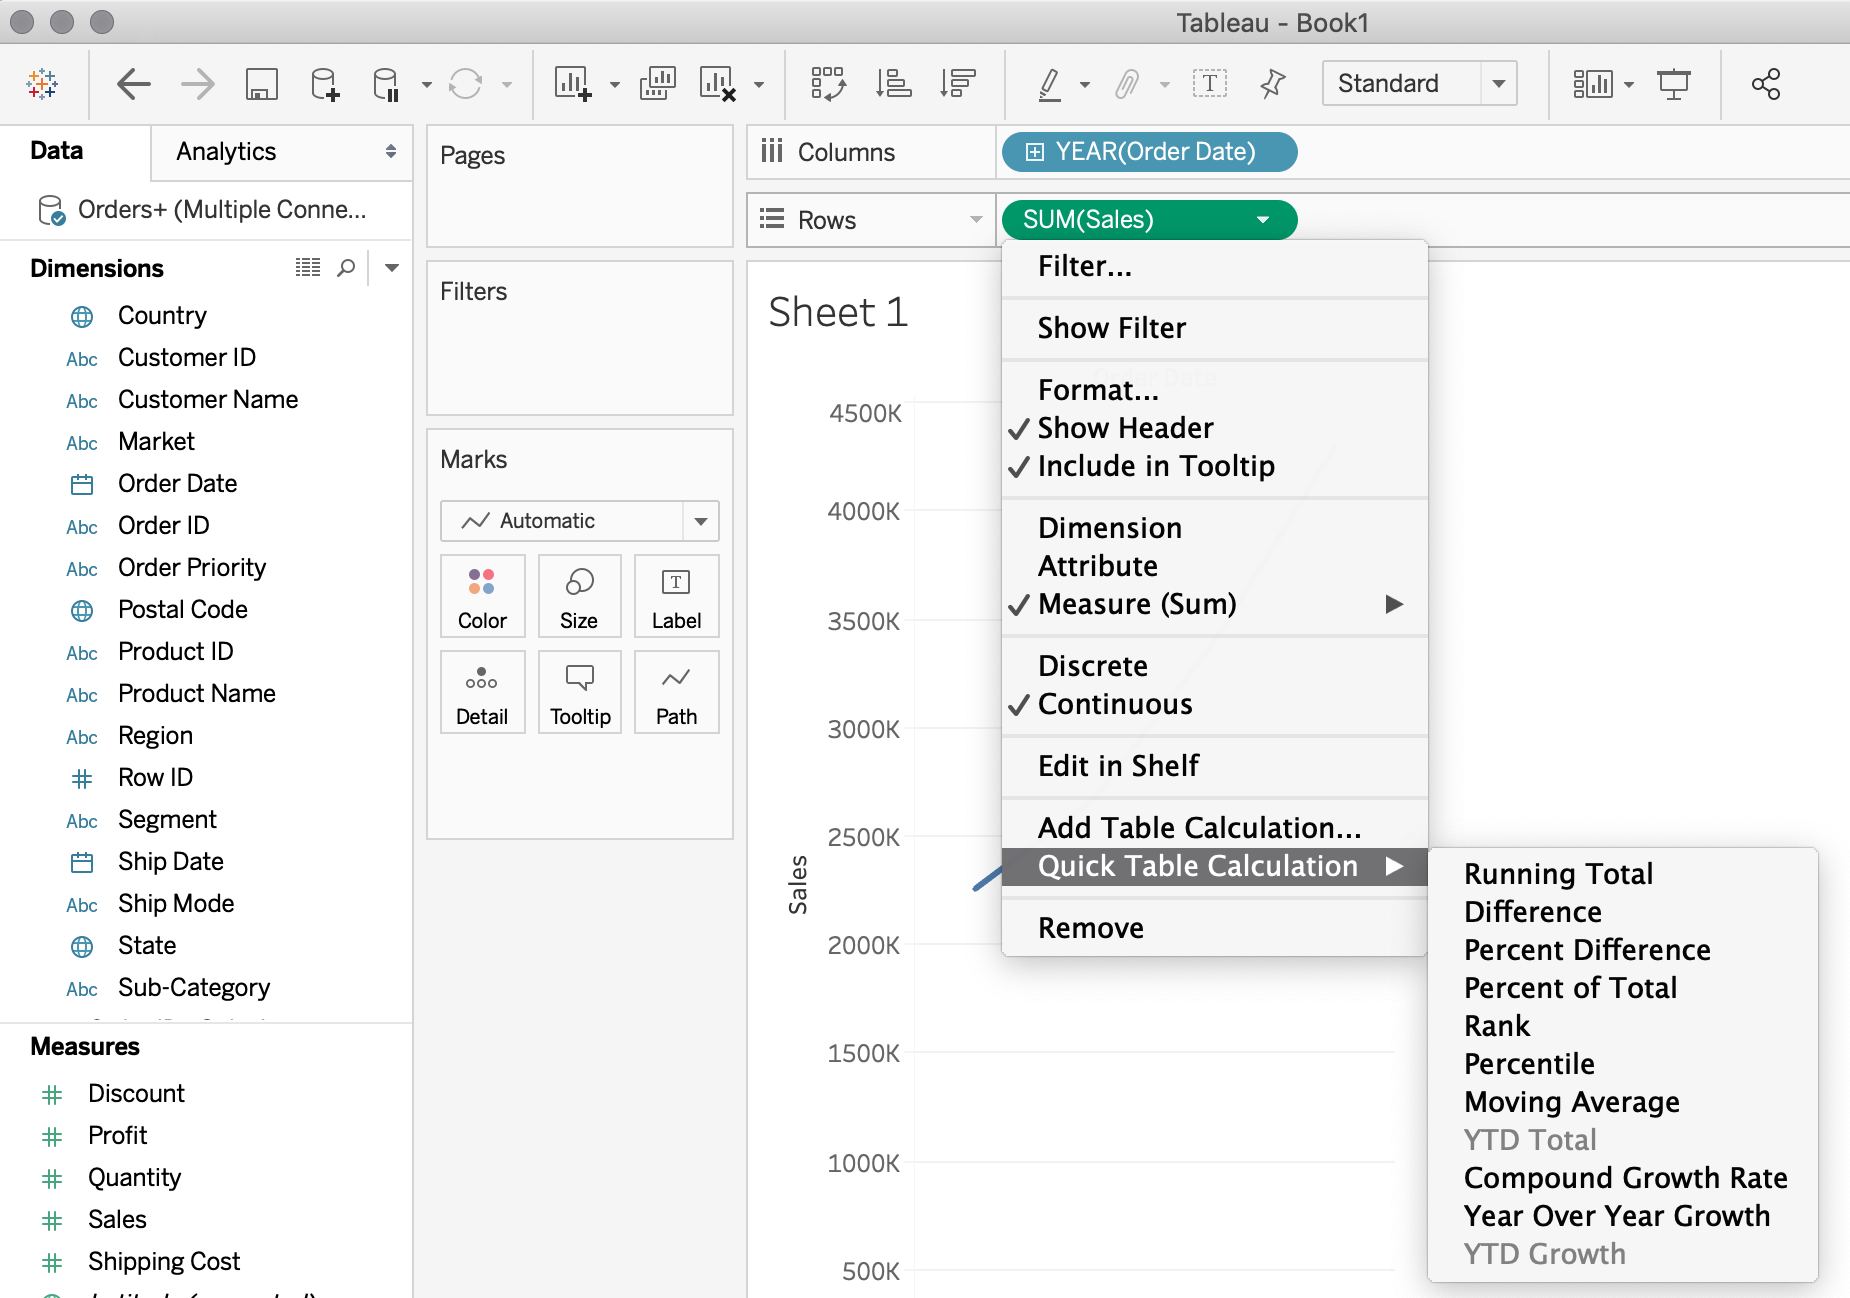 Tableau - Book1
Standard
Data
Analytics
Orders+ (Multiple Conne...
Dimensions
Country
Abc Customer ID
Abc Customer Name
Abc Market
Order Date
Abc Order ID
Abc Order Priority
Postal Code
Abc Product ID
Abc Product Name
Abc Region
Row ID
Abc Segment
Ship Date
Abc Ship Mode
State
Abc Sub-Category
Measures
Discount
Profit
Quantity
Sales
Shipping Cost
Pages
Filters
Marks
Automatic
Color
Size
Label
Detail
Tooltip
Path
Columns
YEAR(Order Date)
Rows
SUM(Sales)
Sheet 1
Order Date
4500K
4000K
3500K
3000K
2500K
2000K
1500K
1000K
500K
Sales
Filter...
Show Filter
Format...
✓ Show Header
✓ Include in Tooltip
Dimension
Attribute
✓ Measure (Sum)
Discrete
✓ Continuous
Edit in Shelf
Add Table Calculation...
Quick Table Calculation
Remove
Running Total
Difference
Percent Difference
Percent of Total
Rank
Percentile
Moving Average
YTD Total
Compound Growth Rate
Year Over Year Growth
YTD Growth